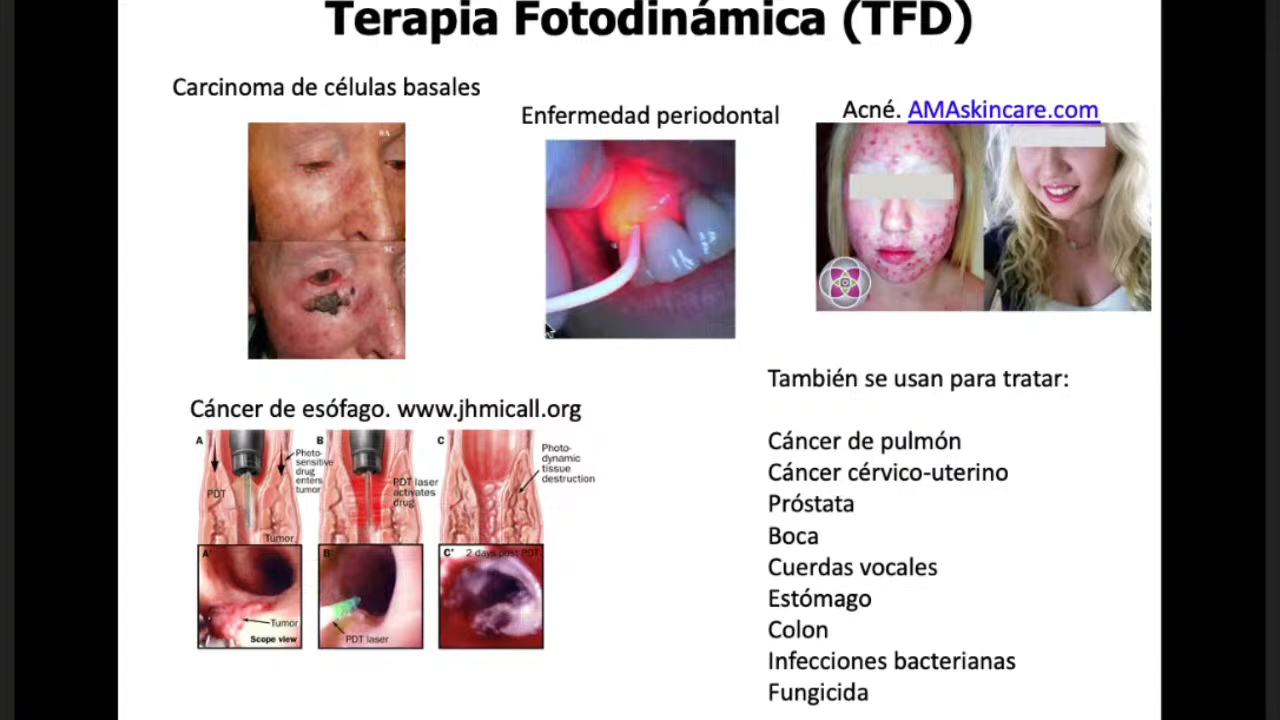 Terapia Fotodinámica (TFD)
Carcinoma de células basales
Enfermedad periodontal
Acné. AMAskincare.com
Cáncer de esófago. www.jhmicall.org
A
Photo-
sensitive
drug
enters
tumor
PDT
Tumor
B
PDT laser
activates
drug
C
Photo-
dynamic
tissue
destruction
A'
Tumor
Scope view
B'
PDT laser
C' 2 days post PDT
También se usan para tratar:
Cáncer de pulmón
Cáncer cérvico-uterino
Próstata
Boca
Cuerdas vocales
Estómago
Colon
Infecciones bacterianas
Fungicida